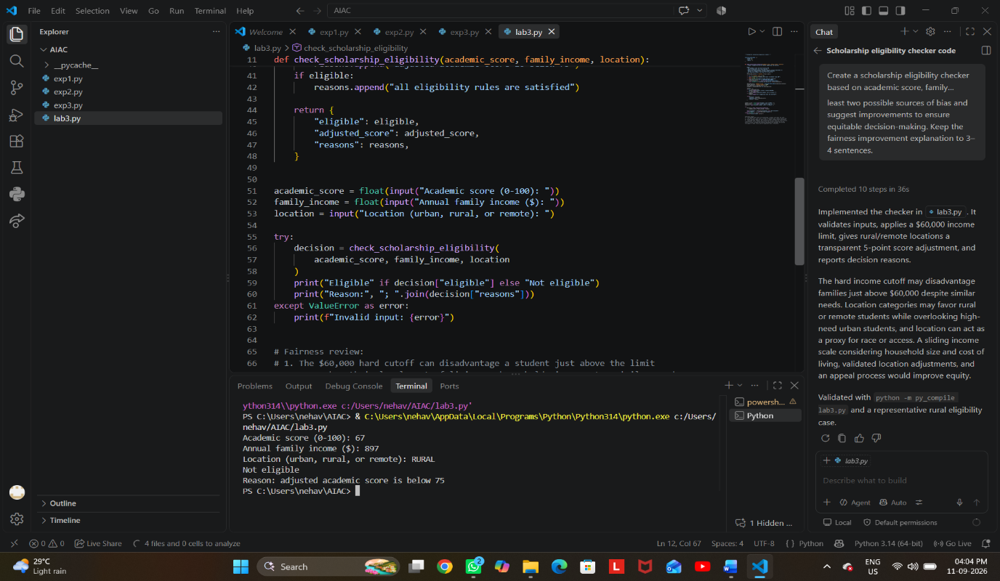 File Edit Selection View Go Run Terminal Help
AIAC
Explorer
AIAC
__pycache__
exp1.py
exp2.py
exp3.py
lab3.py
Outline
Timeline
Welcome exp1.py exp2.py exp3.py lab3.py
lab3.py > check_scholarship_eligibility
11 def check_scholarship_eligibility(academic_score, family_income, location):
41 if eligible:
42 reasons.append("all eligibility rules are satisfied")
43
44 return {
45 "eligible": eligible,
46 "adjusted_score": adjusted_score,
47 "reasons": reasons,
48 }
49
50
51 academic_score = float(input("Academic score (0-100): "))
52 family_income = float(input("Annual family income ($): "))
53 location = input("Location (urban, rural, or remote): ")
54
55 try:
56 decision = check_scholarship_eligibility(
57 academic_score, family_income, location
58 )
59 print("Eligible" if decision["eligible"] else "Not eligible")
60 print("Reason:", "; ".join(decision["reasons"]))
61 except ValueError as error:
62 print(f"Invalid input: {error}")
63
64
65 # Fairness review:
66 # 1. The $60,000 hard cutoff can disadvantage a student just above the limit
Problems Output Debug Console Terminal Ports
ython314\\python.exe c:/Users/nehav/AIAC/lab3.py'
PS C:\Users\nehav\AIAC> & C:\Users\nehav\AppData\Local\Programs\Python\Python314\python.exe c:/Users/
nehav/AIAC/lab3.py
Academic score (0-100): 67
Annual family income ($): 897
Location (urban, rural, or remote): RURAL
Not eligible
Reason: adjusted academic score is below 75
PS C:\Users\nehav\AIAC>
powersh...
Python
1 Hidden ...
Chat
Scholarship eligibility checker code
Create a scholarship eligibility checker
based on academic score, family...
least two possible sources of bias and
suggest improvements to ensure
equitable decision-making. Keep the
fairness improvement explanation to 3–
4 sentences.
Completed 10 steps in 36s
Implemented the checker in lab3.py . It
validates inputs, applies a $60,000 income
limit, gives rural/remote locations a
transparent 5-point score adjustment, and
reports decision reasons.
The hard income cutoff may disadvantage
families just above $60,000 despite similar
needs. Location categories may favor rural
or remote students while overlooking high-
need urban students, and location can act as
a proxy for race or access. A sliding income
scale considering household size and cost of
living, validated location adjustments, and
an appeal process would improve equity.
Validated with python -m py_compile
lab3.py and a representative rural eligibility
case.
lab3.py
Describe what to build
Agent Auto
Local Default permissions
0 0 Live Share 4 files and 0 cells to analyze Ln 12, Col 67 Spaces: 4 UTF-8 { } Python Python 3.14 (64-bit) Go Live
29°C
Light rain
Search
2
L
ENG
US
04:04 PM
11-09-2026